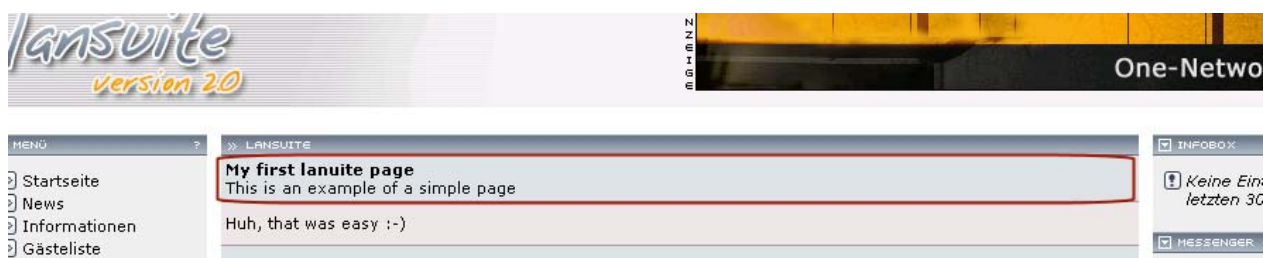 lansuite
version 2.0
NZEIGE
One-Netwo
MENÜ ?
Startseite
News
Informationen
Gästeliste
» LANSUITE
My first lanuite page
This is an example of a simple page
Huh, that was easy :-)
INFOBOX
Keine Ein
letzten 30
MESSENGER